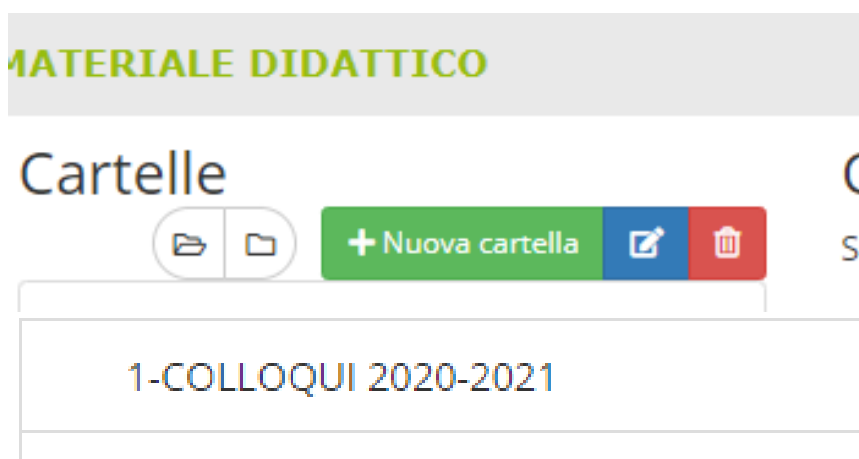 MATERIALE DIDATTICO
Cartelle
+ Nuova cartella
1-COLLOQUI 2020-2021